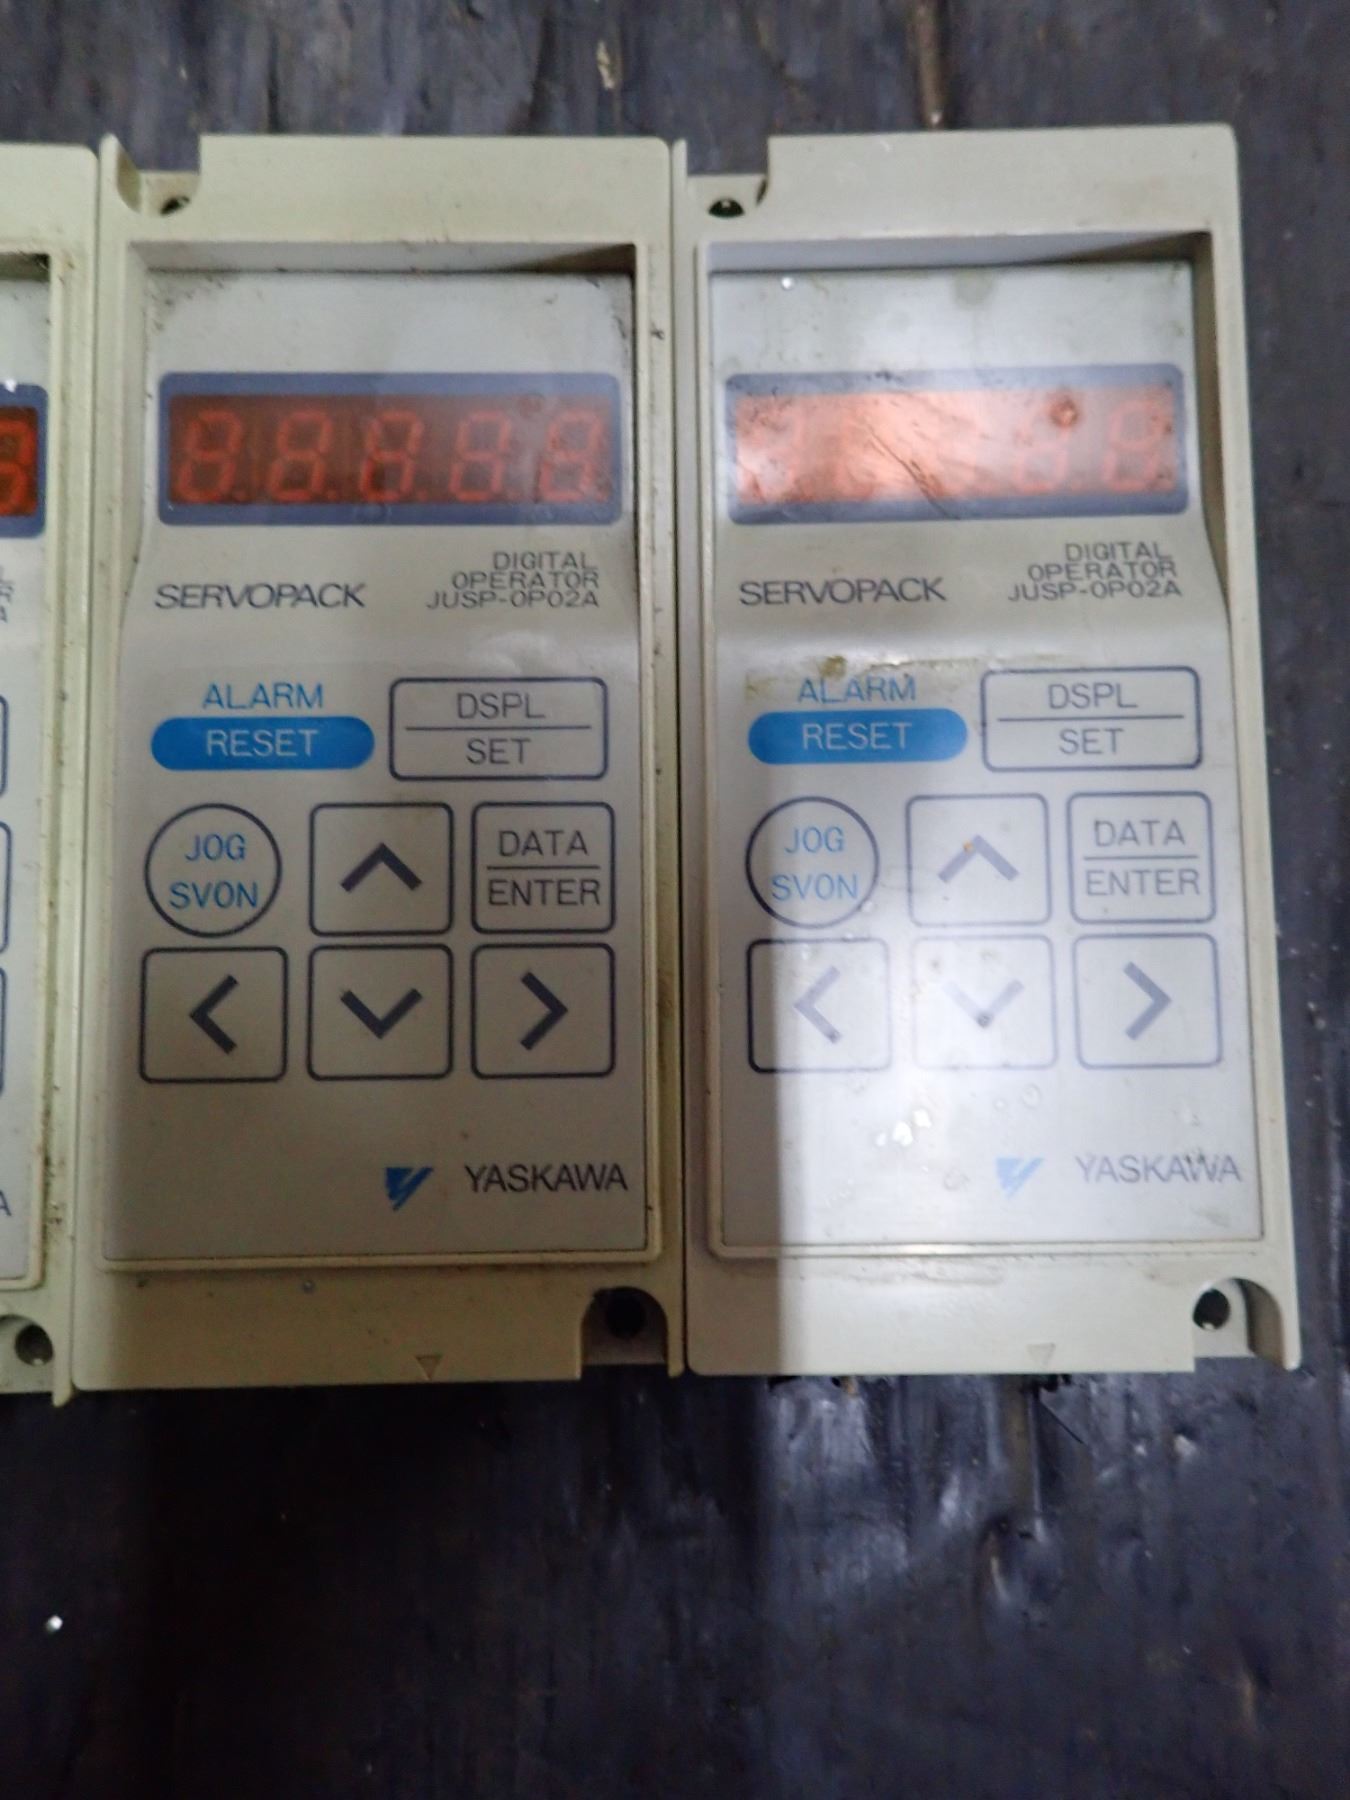 DIGITAL
OPERATOR
SERVOPACK JUSP-OP02A
ALARM
RESET
DSPL
SET
JOG
SVON
DATA
ENTER
YASKAWA
DIGITAL
OPERATOR
SERVOPACK JUSP-OP02A
ALARM
RESET
DSPL
SET
JOG
SVON
DATA
ENTER
YASKAWA